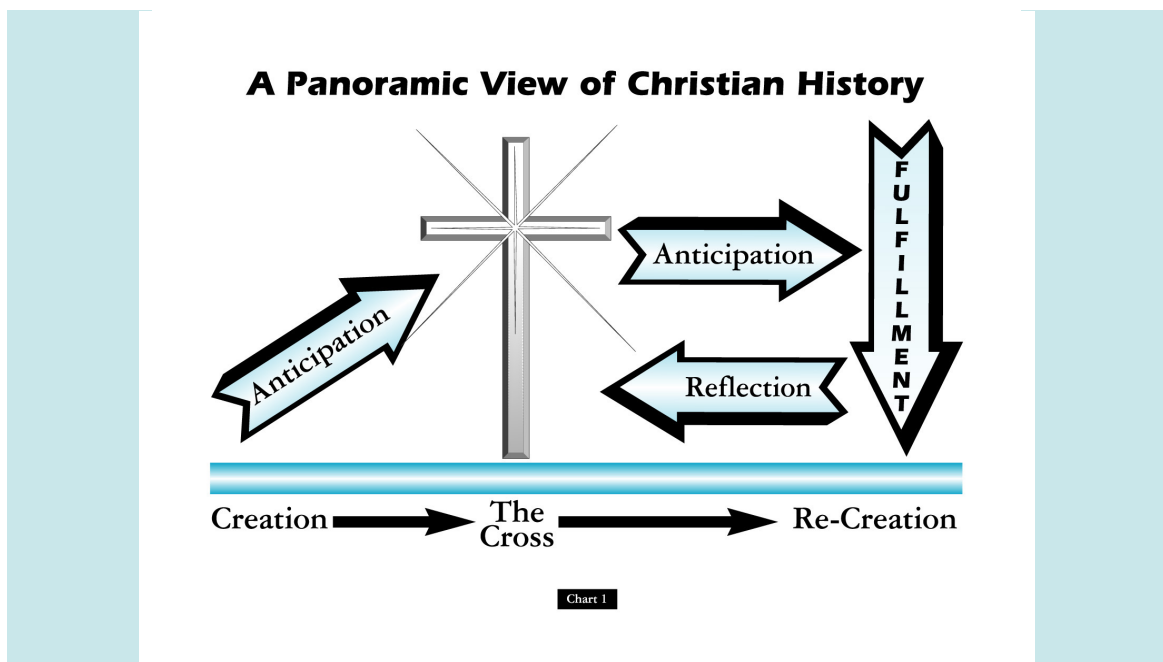 A Panoramic View of Christian History
Anticipation
Anticipation
Reflection
FULFILLMENT
Creation
The
Cross
Re-Creation
Chart 1